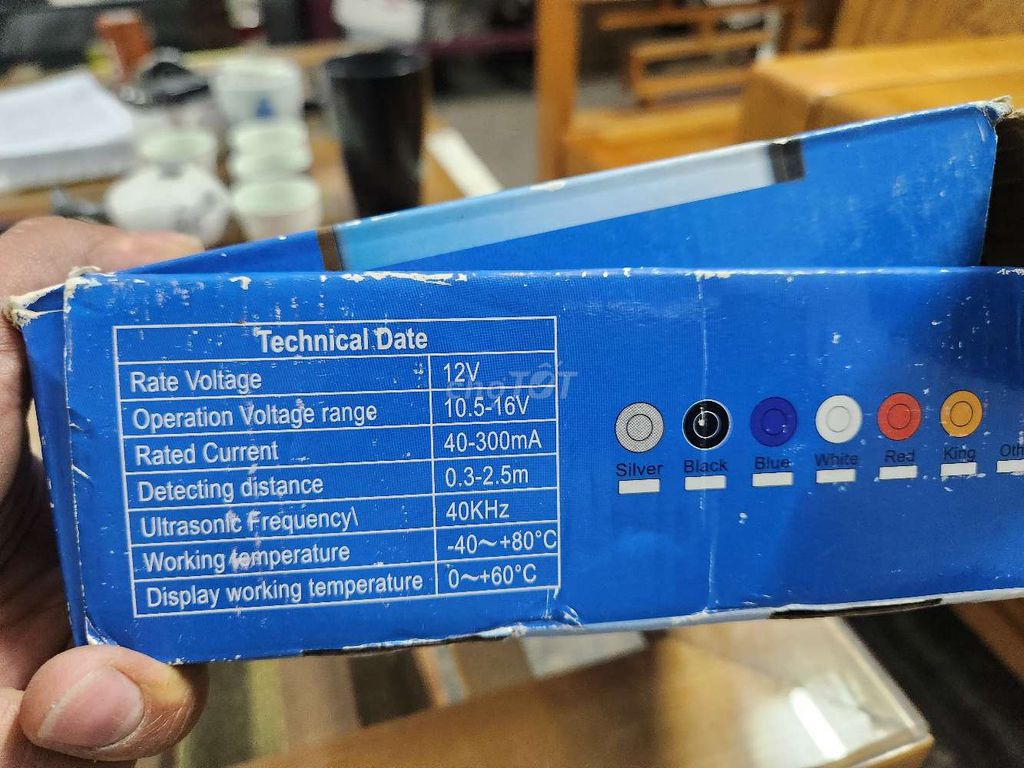 Technical Date
Rate Voltage 12V
Operation Voltage range 10.5-16V
Rated Current 40-300mA
Detecting distance 0.3-2.5m
Ultrasonic Frequency\ 40KHz
Working temperature -40～+80°C
Display working temperature 0～+60°C
Silver Black Blue White Red King Oth
chợTỐT